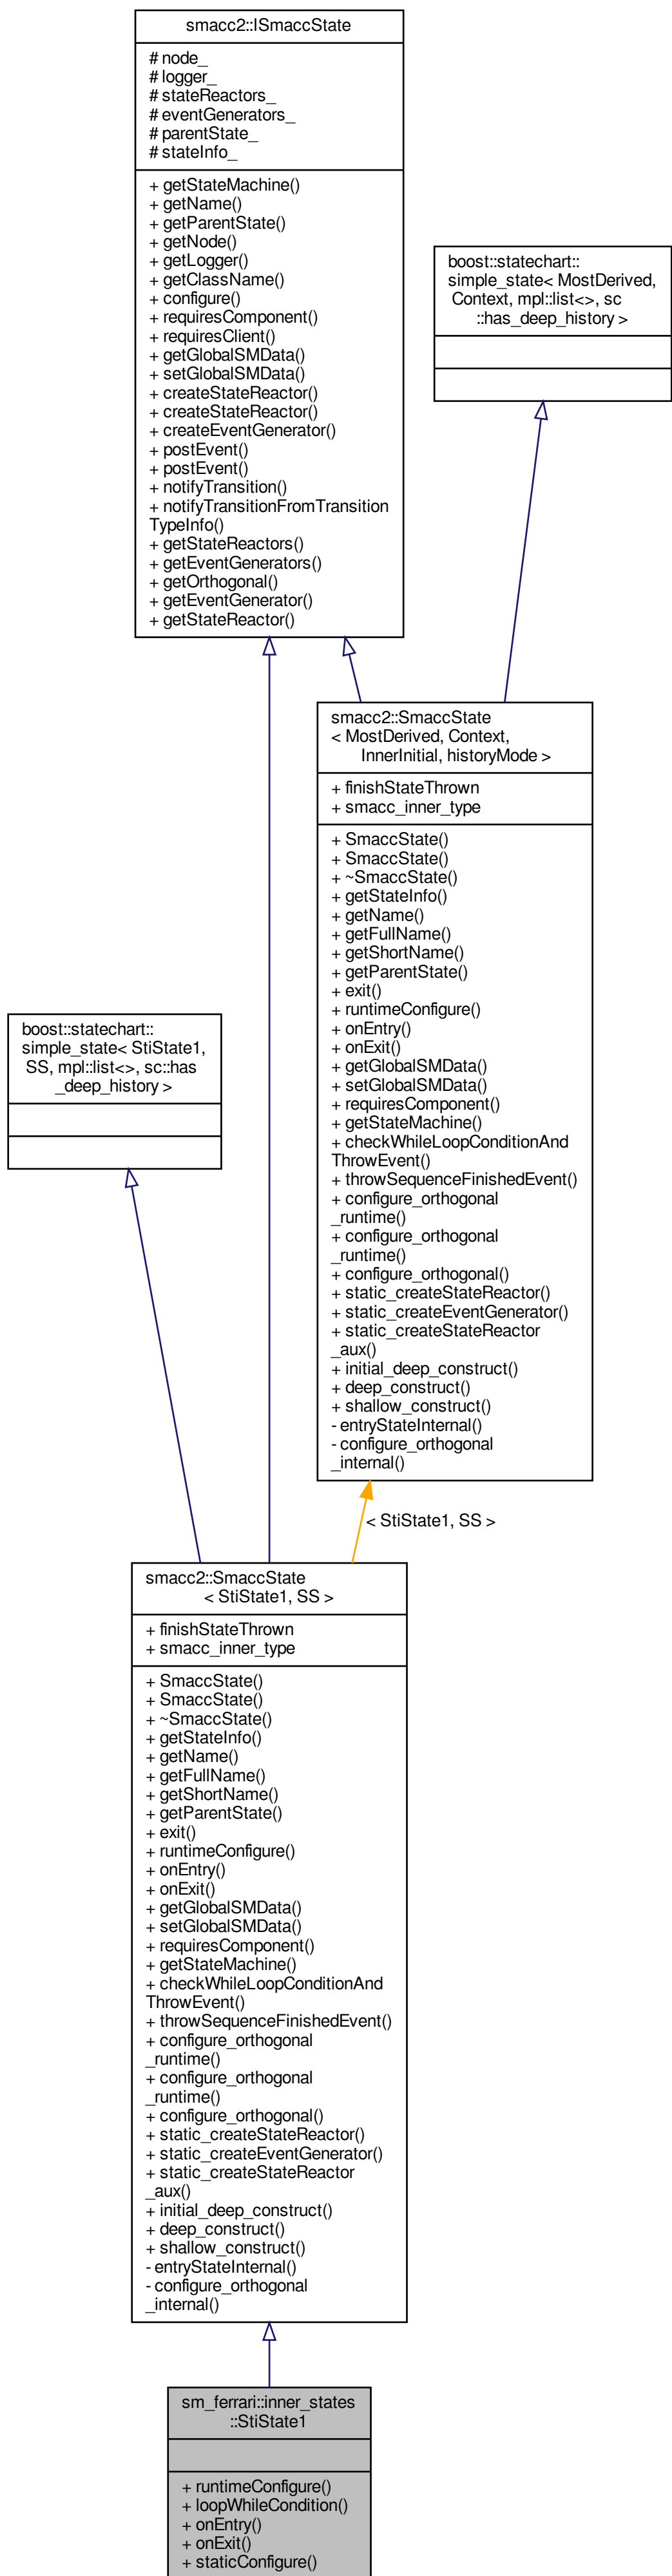 smacc2::ISmaccState
# node_
# logger_
# stateReactors_
# eventGenerators_
# parentState_
# stateInfo_
+ getStateMachine()
+ getName()
+ getParentState()
+ getNode()
+ getLogger()
+ getClassName()
+ configure()
+ requiresComponent()
+ requiresClient()
+ getGlobalSMData()
+ setGlobalSMData()
+ createStateReactor()
+ createStateReactor()
+ createEventGenerator()
+ postEvent()
+ postEvent()
+ notifyTransition()
+ notifyTransitionFromTransition
TypeInfo()
+ getStateReactors()
+ getEventGenerators()
+ getOrthogonal()
+ getEventGenerator()
+ getStateReactor()
boost::statechart::
simple_state< MostDerived,
Context, mpl::list<>, sc
::has_deep_history >
smacc2::SmaccState
< MostDerived, Context,
InnerInitial, historyMode >
+ finishStateThrown
+ smacc_inner_type
+ SmaccState()
+ SmaccState()
+ ~SmaccState()
+ getStateInfo()
+ getName()
+ getFullName()
+ getShortName()
+ getParentState()
+ exit()
+ runtimeConfigure()
+ onEntry()
+ onExit()
+ getGlobalSMData()
+ setGlobalSMData()
+ requiresComponent()
+ getStateMachine()
+ checkWhileLoopConditionAnd
ThrowEvent()
+ throwSequenceFinishedEvent()
+ configure_orthogonal
_runtime()
+ configure_orthogonal
_runtime()
+ configure_orthogonal()
+ static_createStateReactor()
+ static_createEventGenerator()
+ static_createStateReactor
_aux()
+ initial_deep_construct()
+ deep_construct()
+ shallow_construct()
- entryStateInternal()
- configure_orthogonal
_internal()
boost::statechart::
simple_state< StiState1,
SS, mpl::list<>, sc::has
_deep_history >
< StiState1, SS >
smacc2::SmaccState
< StiState1, SS >
+ finishStateThrown
+ smacc_inner_type
+ SmaccState()
+ SmaccState()
+ ~SmaccState()
+ getStateInfo()
+ getName()
+ getFullName()
+ getShortName()
+ getParentState()
+ exit()
+ runtimeConfigure()
+ onEntry()
+ onExit()
+ getGlobalSMData()
+ setGlobalSMData()
+ requiresComponent()
+ getStateMachine()
+ checkWhileLoopConditionAnd
ThrowEvent()
+ throwSequenceFinishedEvent()
+ configure_orthogonal
_runtime()
+ configure_orthogonal
_runtime()
+ configure_orthogonal()
+ static_createStateReactor()
+ static_createEventGenerator()
+ static_createStateReactor
_aux()
+ initial_deep_construct()
+ deep_construct()
+ shallow_construct()
- entryStateInternal()
- configure_orthogonal
_internal()
sm_ferrari::inner_states
::StiState1
+ runtimeConfigure()
+ loopWhileCondition()
+ onEntry()
+ onExit()
+ staticConfigure()